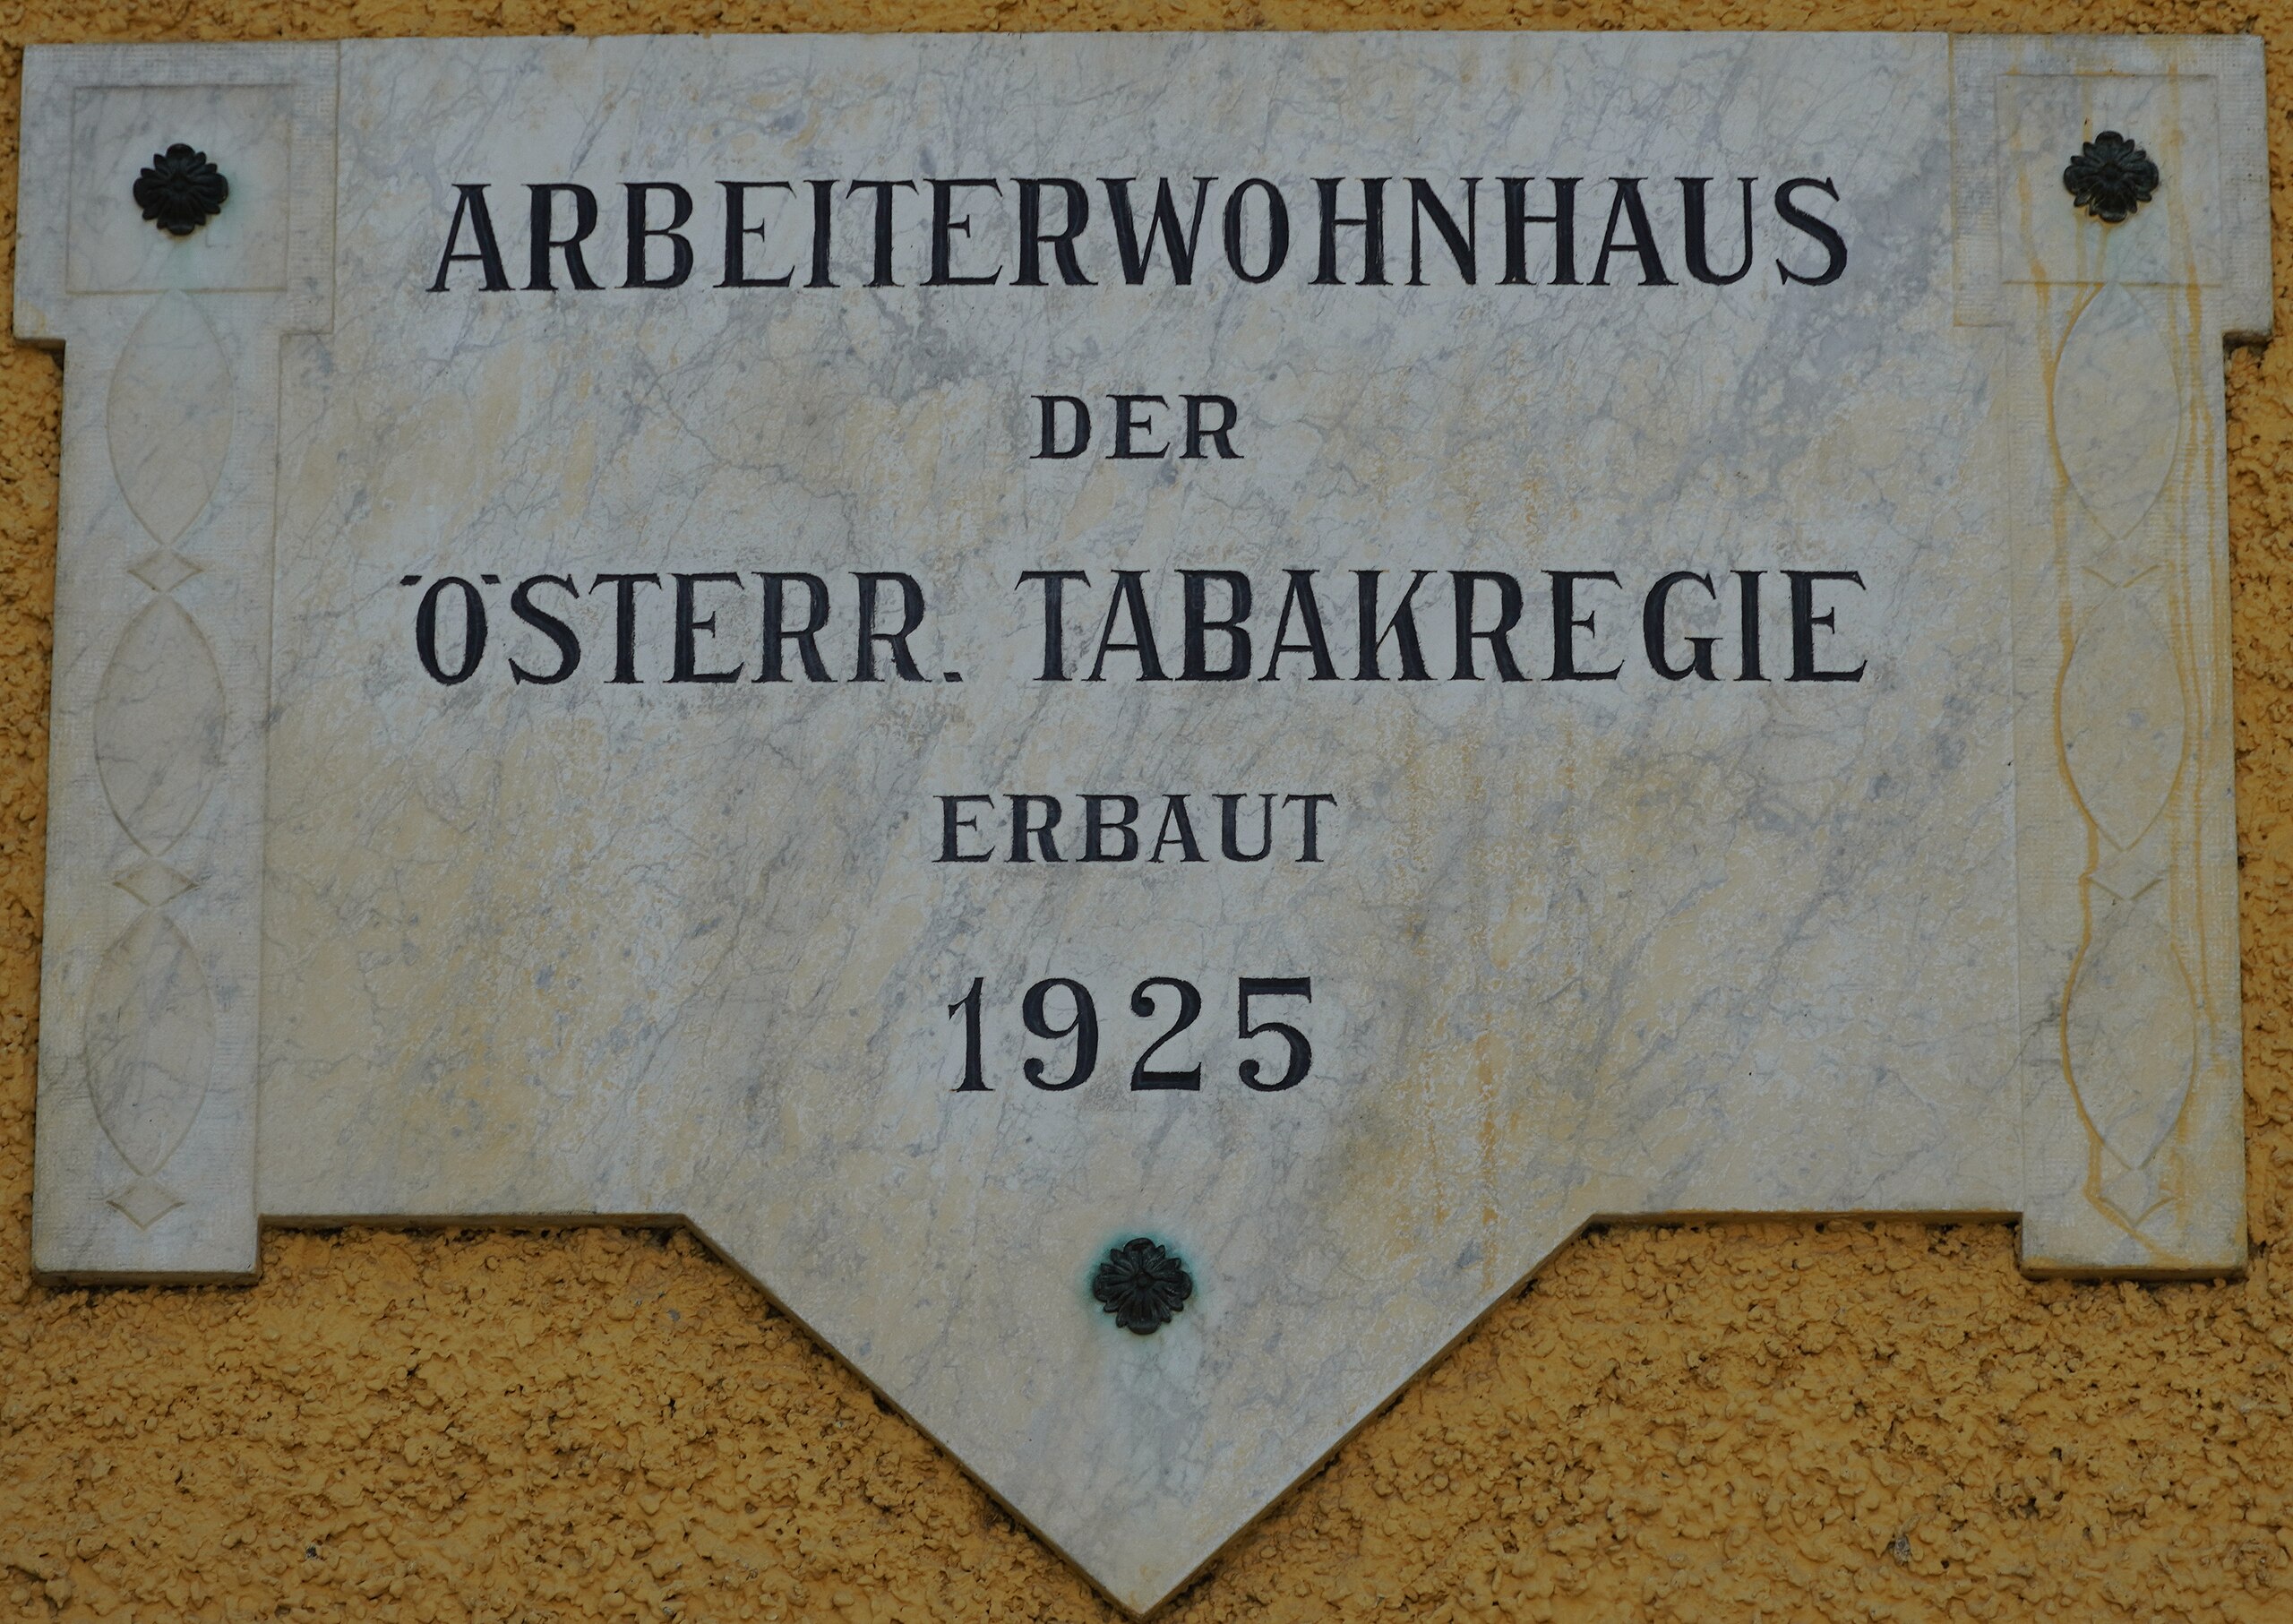 ARBEITERWOHNHAUS
DER
ÖSTERR. TABAKREGIE
ERBAUT
1925